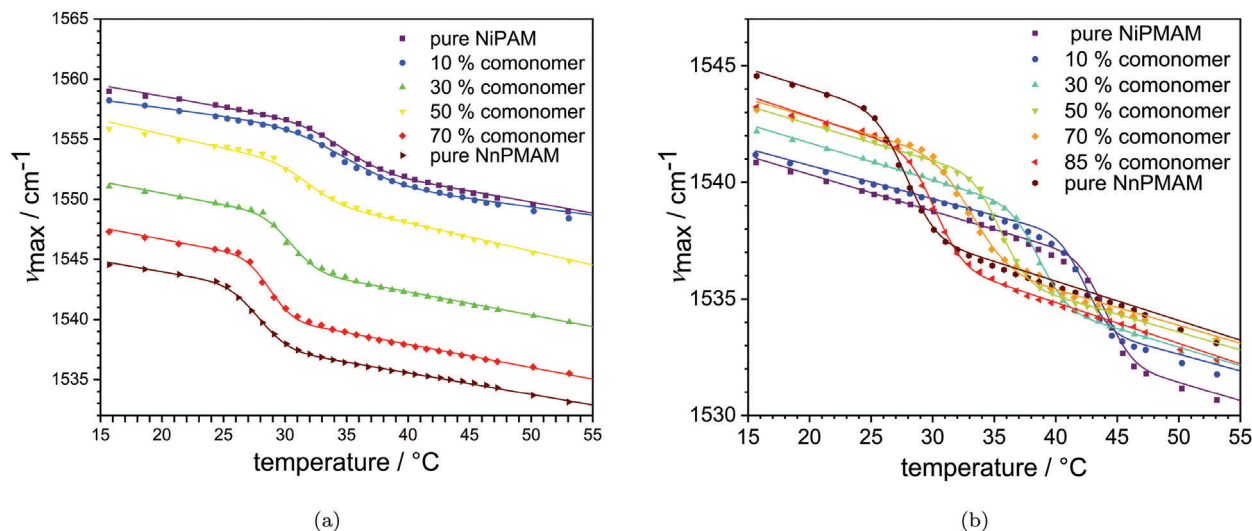 1565
1560
1555
1550
1545
1540
1535
νmax / cm⁻¹
pure NiPAM
10 % comonomer
30 % comonomer
50 % comonomer
70 % comonomer
pure NnPMAM
15 20 25 30 35 40 45 50 55
temperature / °C
(a)
1545
1540
1535
1530
νmax / cm⁻¹
pure NiPMAM
10 % comonomer
30 % comonomer
50 % comonomer
70 % comonomer
85 % comonomer
pure NnPMAM
15 20 25 30 35 40 45 50 55
temperature / °C
(b)